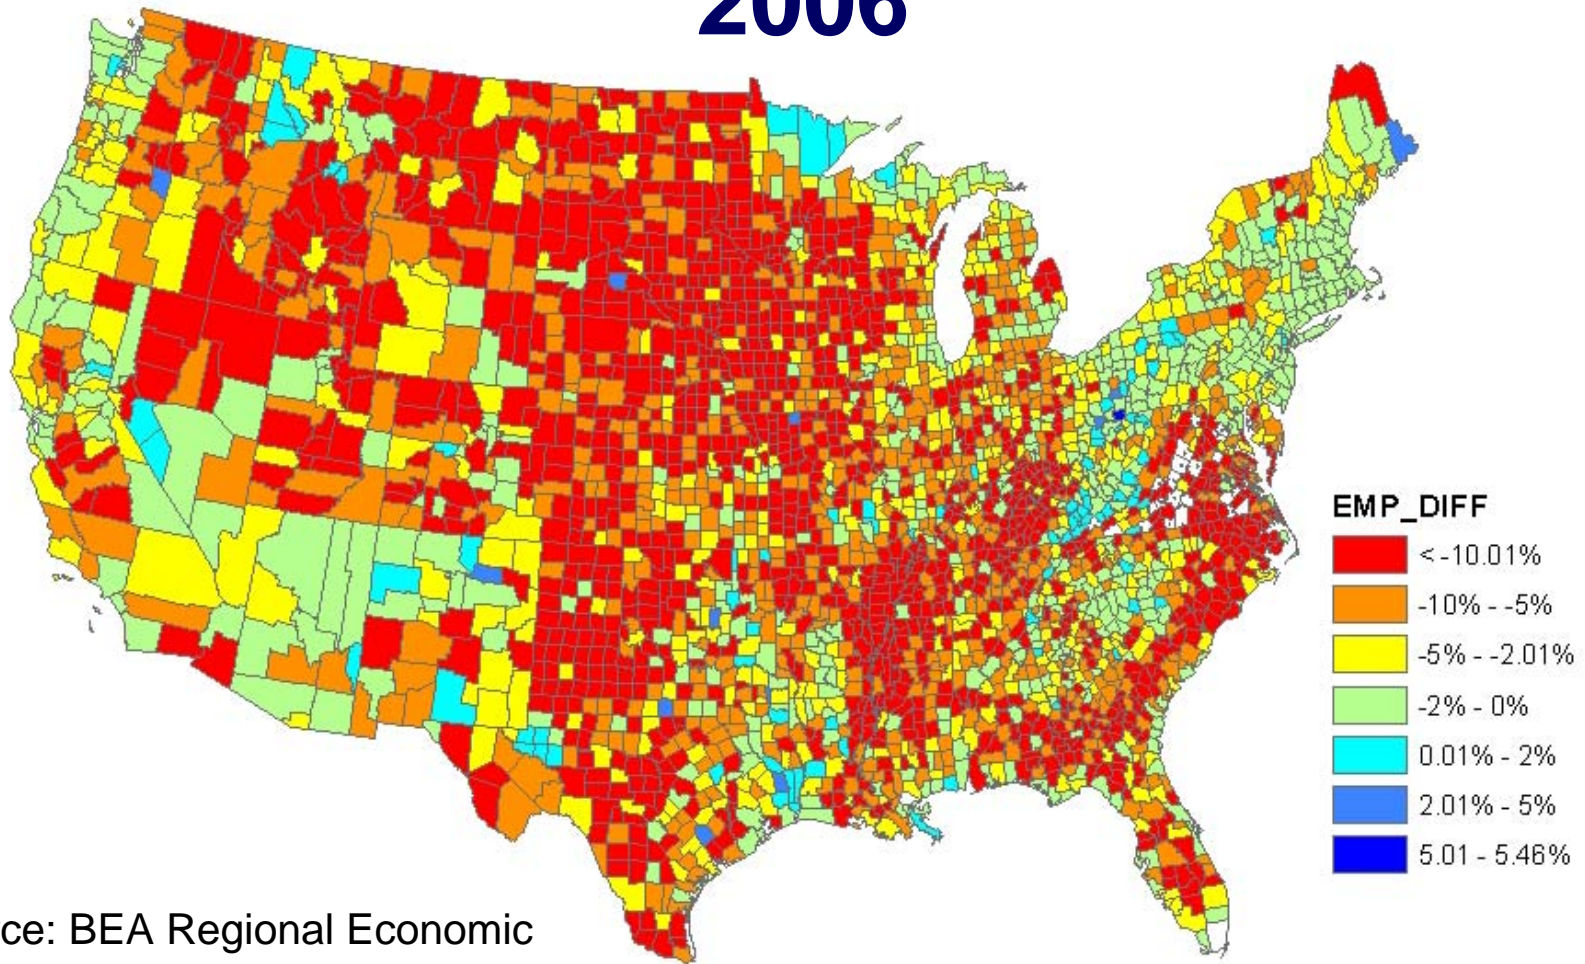 2006
EMP_DIFF
< -10.01%
-10% - -5%
-5% - -2.01%
-2% - 0%
0.01% - 2%
2.01% - 5%
5.01 - 5.46%
ce: BEA Regional Economic